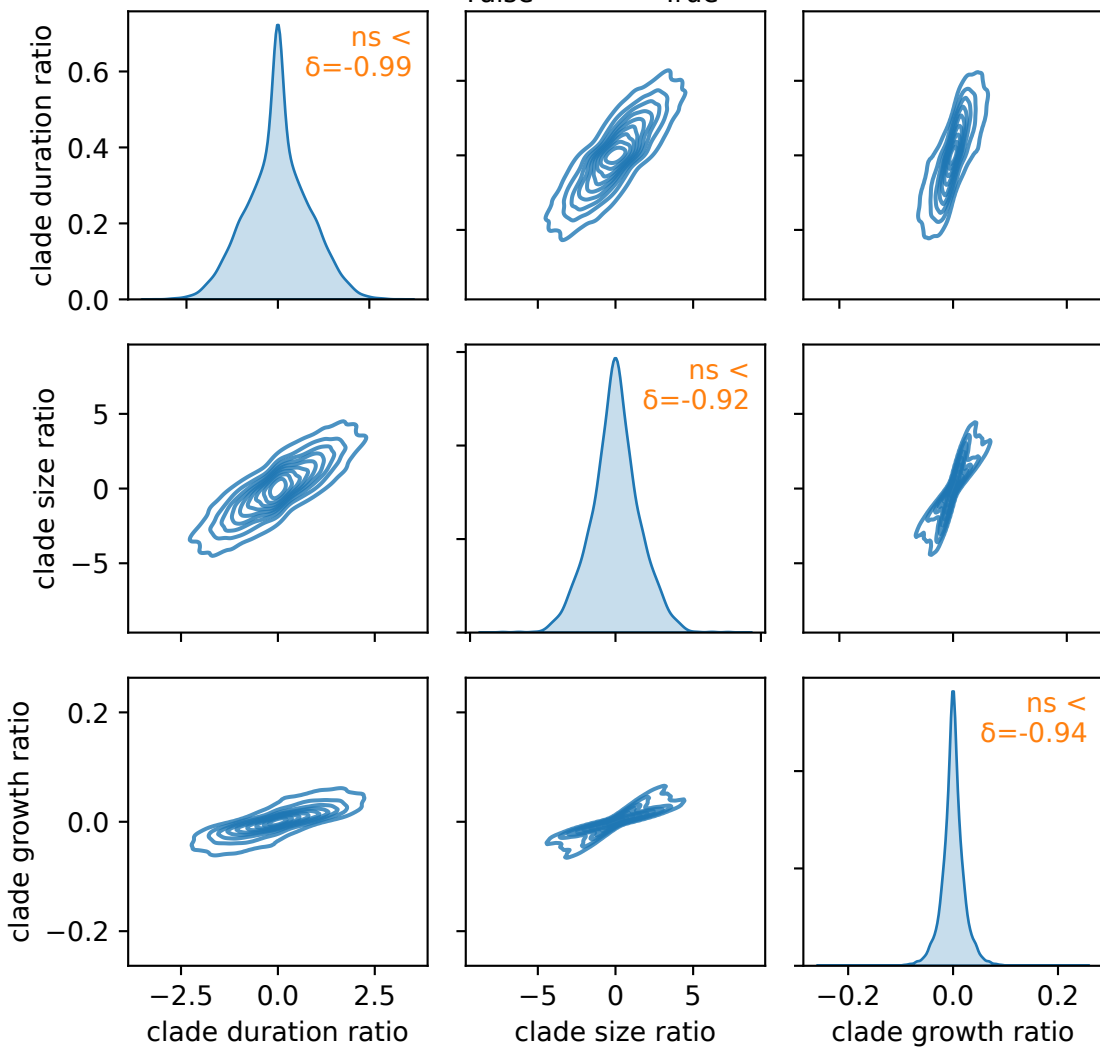 clade duration ratio
0.6
0.4
0.2
0.0
ns <
δ=-0.99
clade size ratio
5
0
−5
ns <
δ=-0.92
clade growth ratio
0.2
0.0
−0.2
ns <
δ=-0.94
−2.5 0.0 2.5
−5 0 5
−0.2 0.0 0.2
clade duration ratio
clade size ratio
clade growth ratio